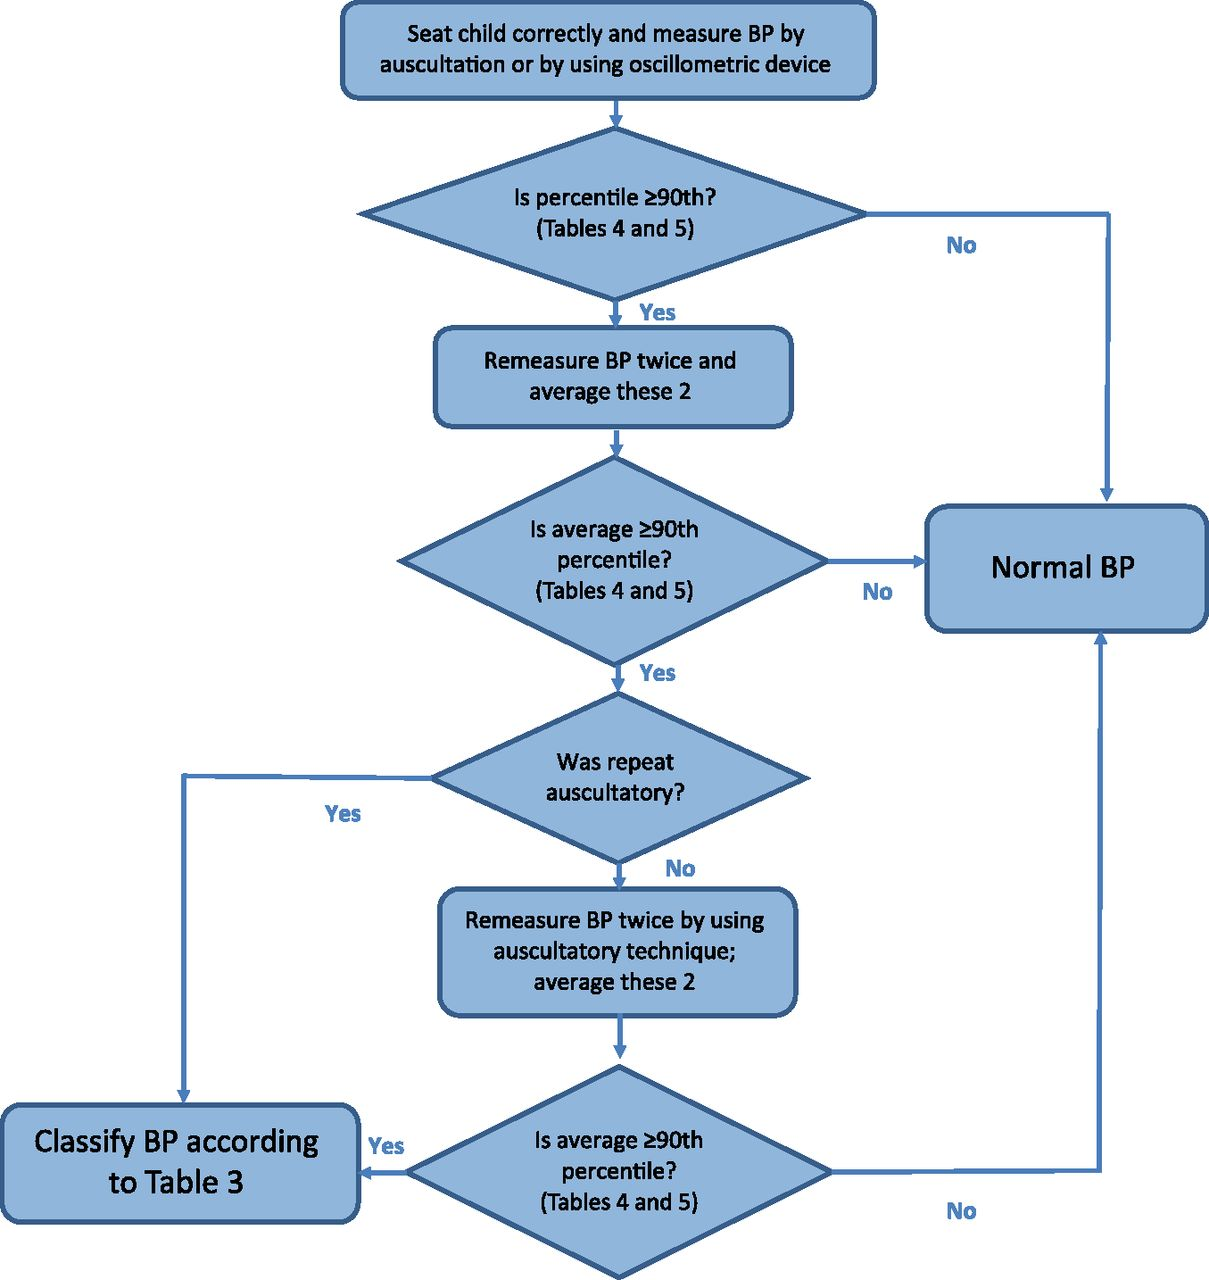 Seat child correctly and measure BP by
auscultation or by using oscillometric device
Is percentile ≥90th?
(Tables 4 and 5)
No
Yes
Remeasure BP twice and
average these 2
Is average ≥90th
percentile?
(Tables 4 and 5)
No
Normal BP
Yes
Was repeat
auscultatory?
Yes
No
Remeasure BP twice by using
auscultatory technique;
average these 2
Is average ≥90th
percentile?
(Tables 4 and 5)
Yes
No
Classify BP according
to Table 3